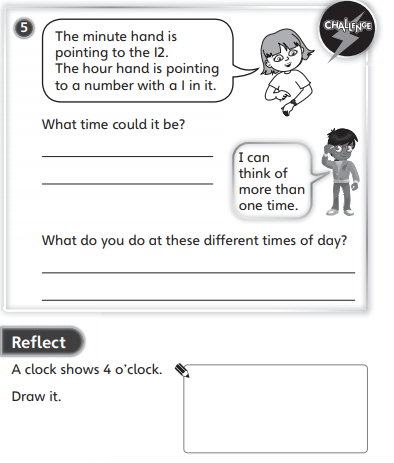 5
The minute hand is
pointing to the 12.
The hour hand is pointing
to a number with a 1 in it.
CHALLENGE
What time could it be?
I can
think of
more than
one time.
What do you do at these different times of day?
Reflect
A clock shows 4 o'clock.
Draw it.